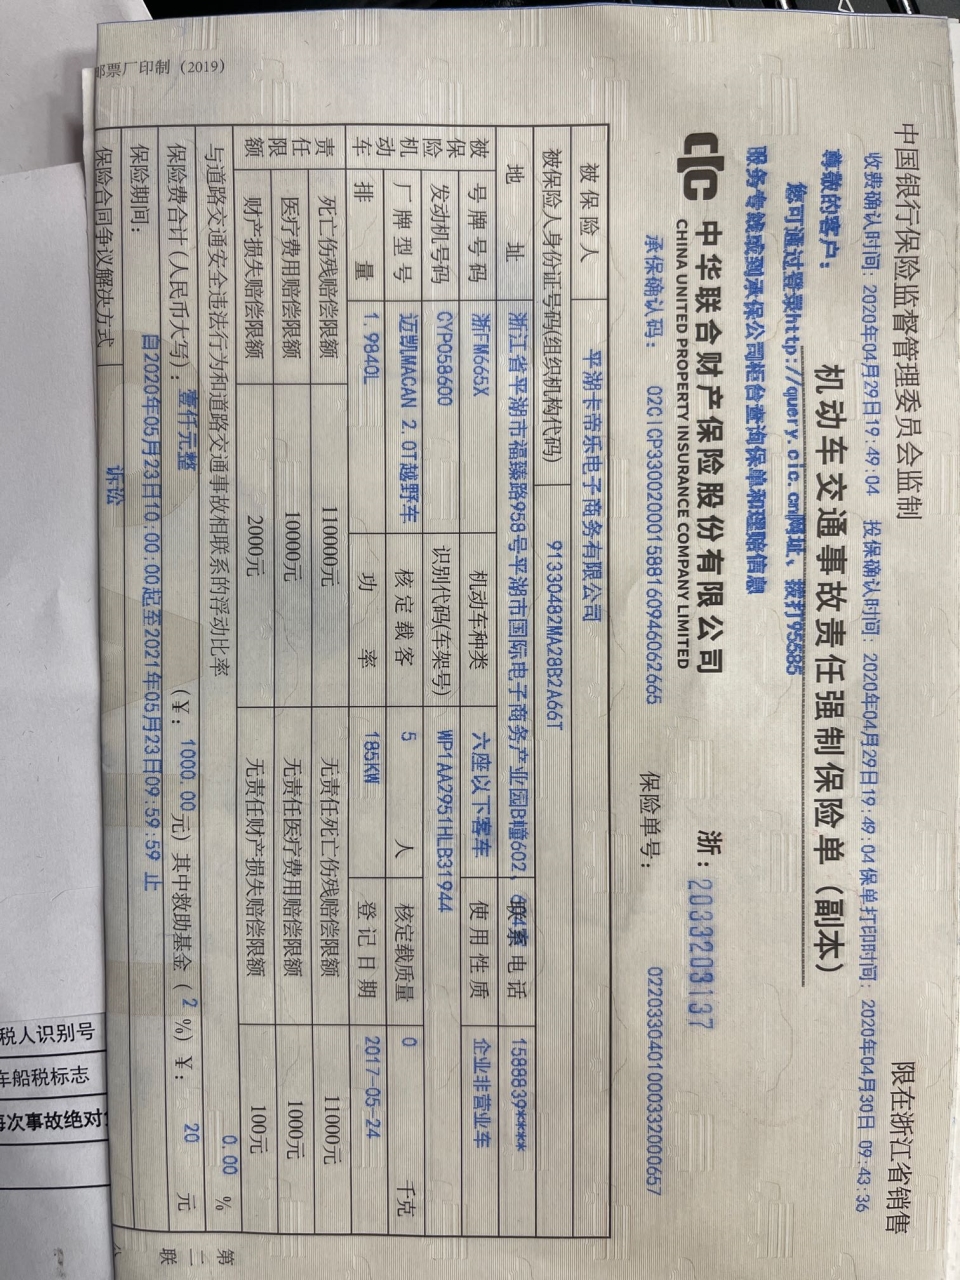 中国银行保险监督管理委员会监制
限在浙江省销售
收费确认时间：2020年04月29日19:49:04 投保确认时间：2020年04月29日19:49:04保单打印时间：2020年04月30日 09:43:36
尊敬的客户：
机动车交通事故责任强制保险单（副本）
您可通过登录http://query.cic.cn网址、拨打95585
服务专线或到承保公司柜台查询保单和理赔信息
CIC 中华联合财产保险股份有限公司
CHINA UNITED PROPERTY INSURANCE COMPANY LIMITED
浙：2033203137
承保确认码：02CICP330020001588160946062665
保险单号：0220330401000332000657
被保险人 平湖卡帝乐电子商务有限公司
被保险人身份证号码(组织机构代码) 91330482MA28B2A66T
地址 浙江省平湖市福臻路958号平湖市国际电子商务产业园B幢602、 联系电话 1588839****
被保险机动车
号牌号码 浙FM665X 机动车种类 六座以下客车 使用性质 企业非营业车
发动机号码 CYP058600 识别代码(车架号) WP1AA2951HLB31944
厂牌型号 迈凯MACAN 2.0T越野车 核定载客 5 人 核定载质量 0 千克
排量 1.9840L 功率 185KW 登记日期 2017-05-24
责任限额
死亡伤残赔偿限额 110000元 无责任死亡伤残赔偿限额 11000元
医疗费用赔偿限额 10000元 无责任医疗费用赔偿限额 1000元
财产损失赔偿限额 2000元 无责任财产损失赔偿限额 100元
与道路交通安全违法行为和道路交通事故相联系的浮动比率 0.00 %
保险费合计（人民币大写）：壹仟元整 （￥：1000.00元）其中救助基金（2 %）￥：20 元
保险期间：
自2020年05月23日10:00:00起至2021年05月23日09:59:59 止
保险合同争议解决方式 诉讼
邮票厂印制（2019）
第二联
税人识别号
车船税标志
每次事故绝对